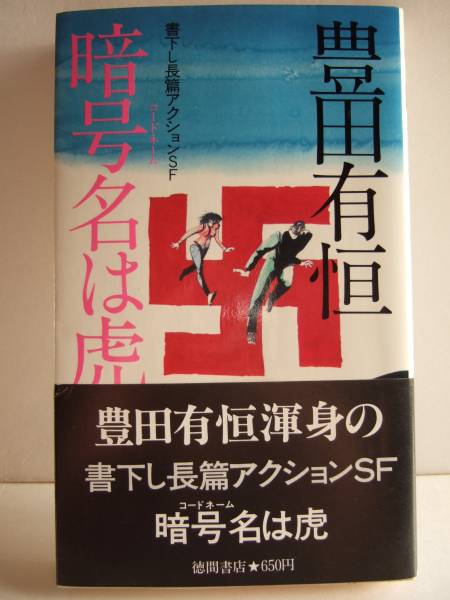 豊田有恒
書下し長篇アクションSF
コードネーム
暗号名は虎
豊田有恒渾身の
書下し長篇アクションSF
コードネーム
暗号名は虎
徳間書店★650円